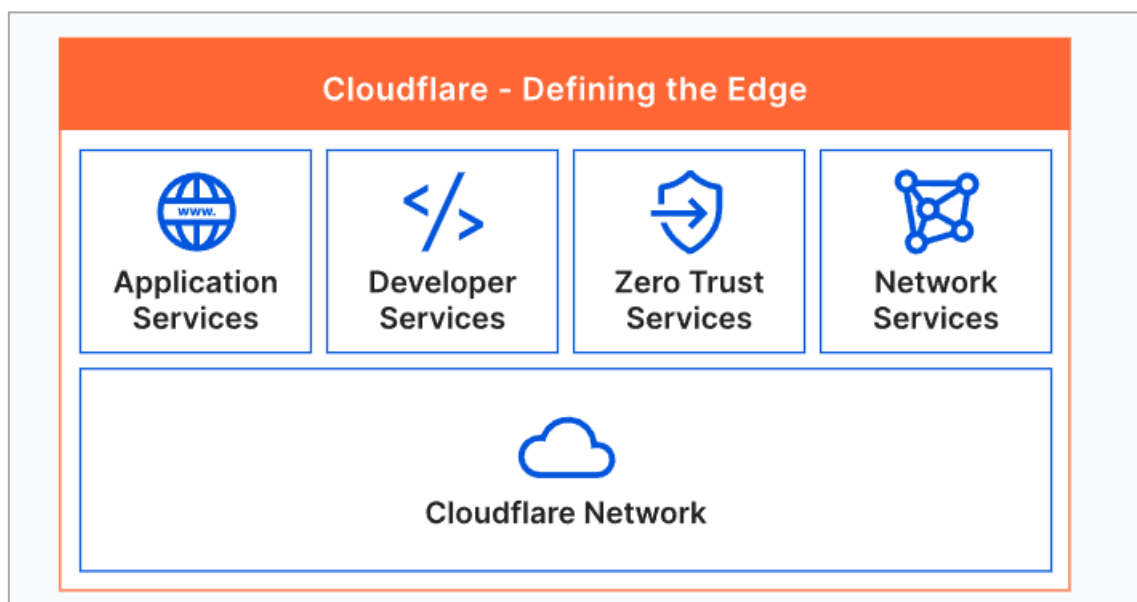 Cloudflare - Defining the Edge
www.
Application
Services
Developer
Services
Zero Trust
Services
Network
Services
Cloudflare Network